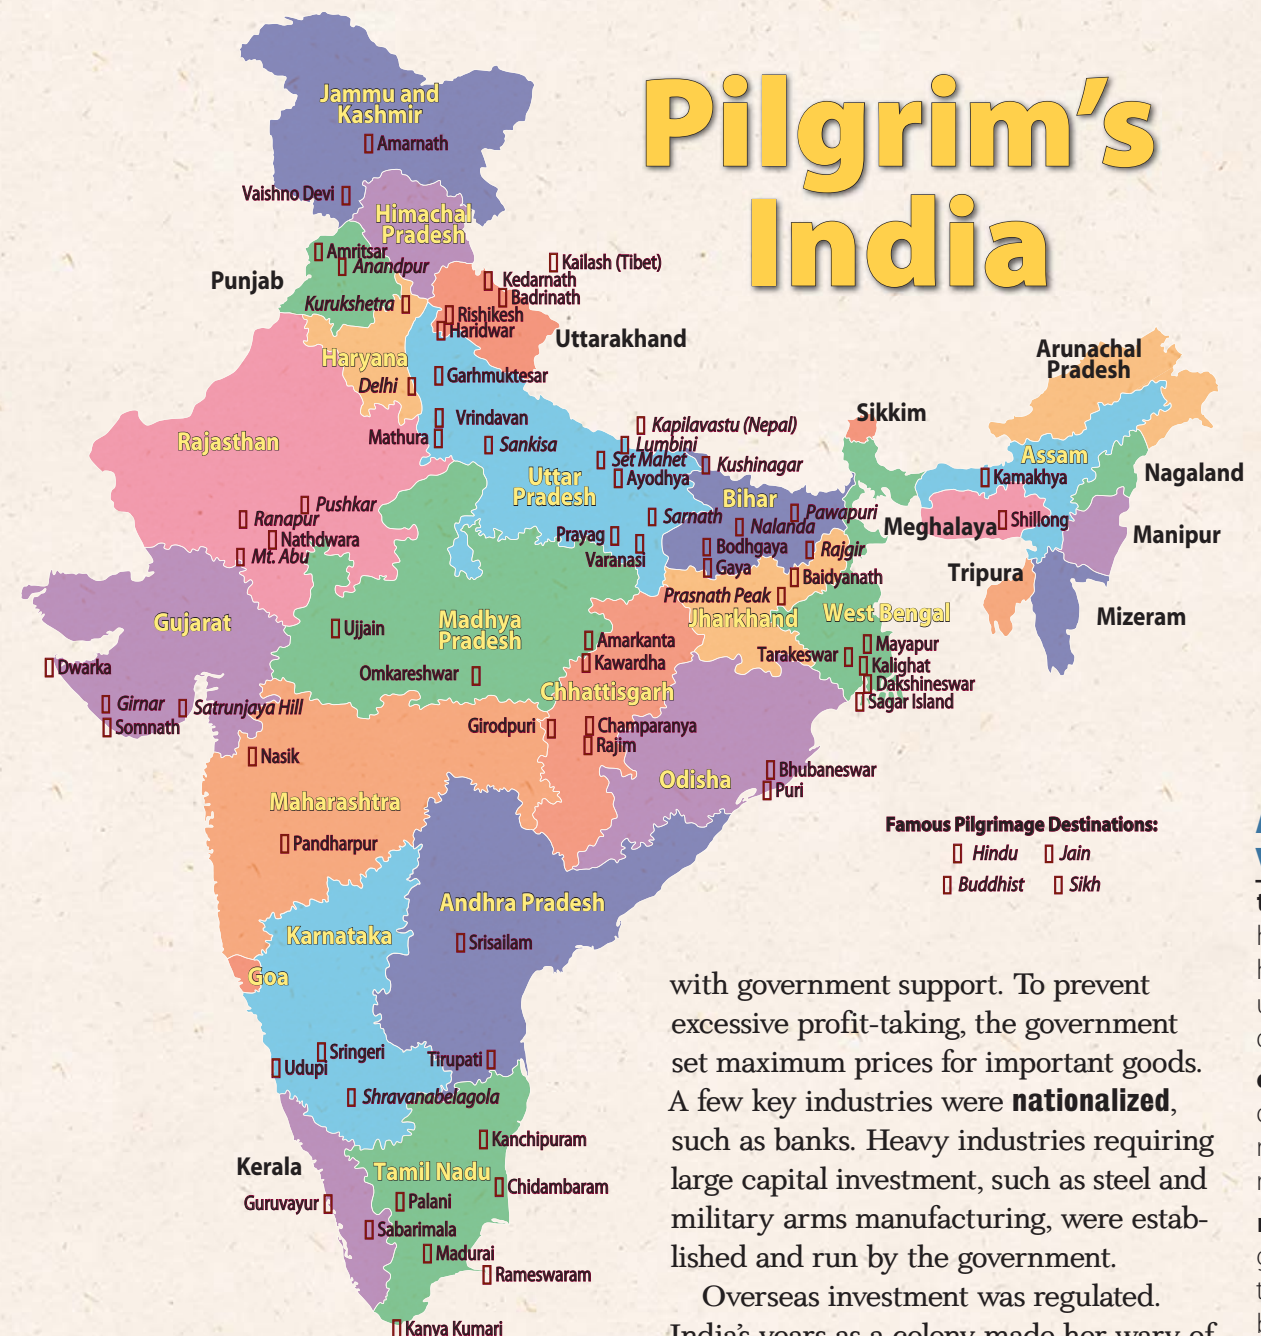 Pilgrim's
India
Jammu and
Kashmir
Amarnath
Vaishno Devi
Himachal
Pradesh
Amritsar
Anandpur
Punjab
Kurukshetra
Kailash (Tibet)
Kedarnath
Badrinath
Rishikesh
Haridwar
Uttarakhand
Haryana
Delhi
Garhmuktesar
Vrindavan
Mathura
Sankisa
Rajasthan
Kapilavastu (Nepal)
Lumbini
Set Mahet
Ayodhya
Kushinagar
Uttar
Pradesh
Sikkim
Arunachal
Pradesh
Assam
Kamakhya
Nagaland
Meghalaya
Shillong
Manipur
Tripura
Mizeram
Bihar
Pawapuri
Nalanda
Sarnath
Prayag
Varanasi
Bodhgaya
Rajgir
Gaya
Baidyanath
Prasnath Peak
Jharkhand
West Bengal
Pushkar
Ranapur
Nathdwara
Mt. Abu
Gujarat
Ujjain
Madhya
Pradesh
Omkareshwar
Amarkanta
Kawardha
Chhattisgarh
Tarakeswar
Mayapur
Kalighat
Dakshineswar
Sagar Island
Dwarka
Girnar
Satrunjaya Hill
Somnath
Girodpuri
Champaranya
Rajim
Nasik
Odisha
Bhubaneswar
Puri
Maharashtra
Pandharpur
Famous Pilgrimage Destinations:
Hindu Jain
Buddhist Sikh
Andhra Pradesh
Karnataka
Srisailam
Goa
Sringeri
Udupi
Tirupati
Shravanabelagola
Kanchipuram
Kerala
Tamil Nadu
Chidambaram
Guruvayur
Palani
Sabarimala
Madurai
Rameswaram
Kanya Kumari
with government support. To prevent
excessive profit-taking, the government
set maximum prices for important goods.
A few key industries were nationalized,
such as banks. Heavy industries requiring
large capital investment, such as steel and
military arms manufacturing, were estab-
lished and run by the government.
Overseas investment was regulated.
India's years as a colony made her wary of